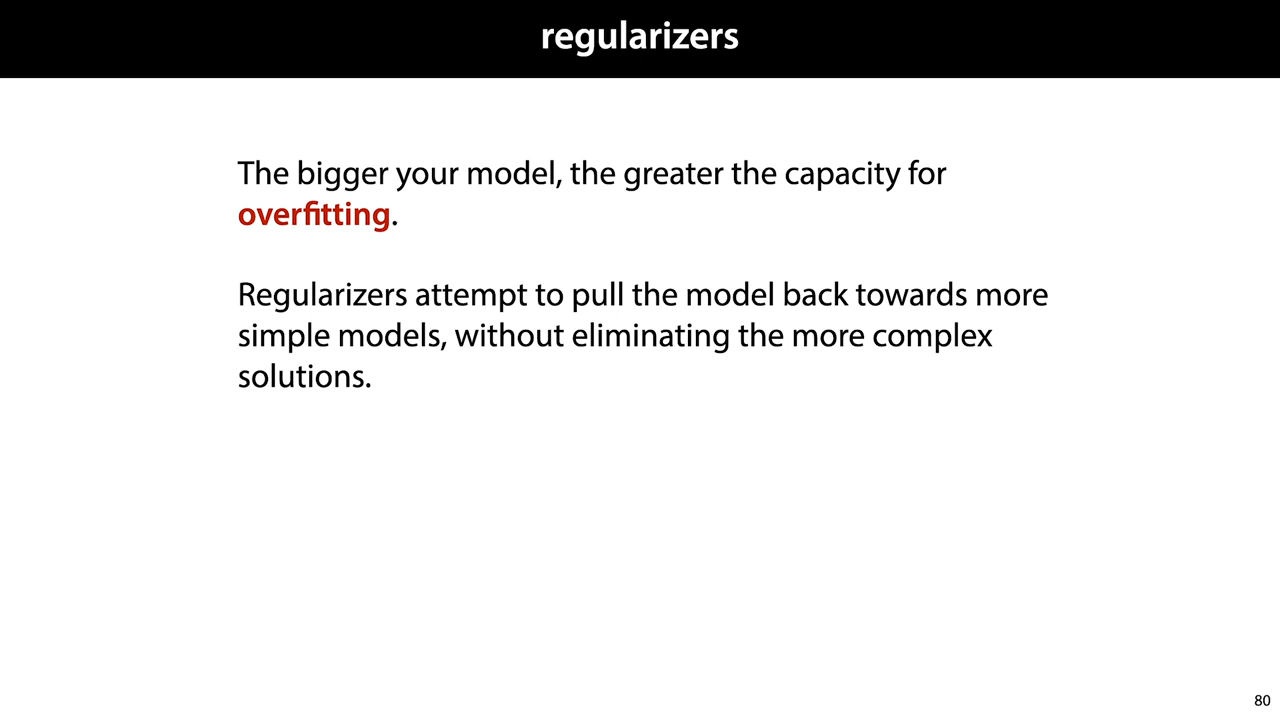 regularizers
The bigger your model, the greater the capacity for
overfitting.
Regularizers attempt to pull the model back towards more
simple models, without eliminating the more complex
solutions.
80